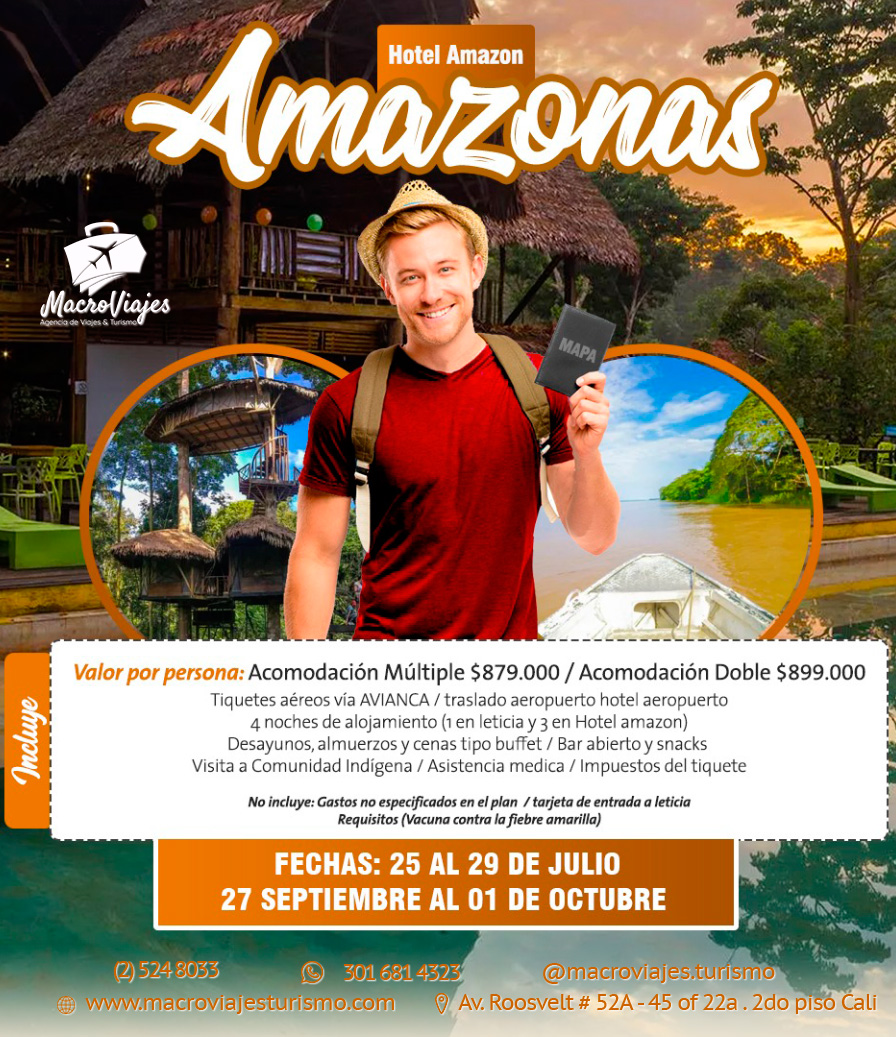 Hotel Amazon
Amazonas
MacroViajes
Agencia de Viajes & Turismo
MAPA
Incluye
Valor por persona: Acomodación Múltiple $879.000 / Acomodación Doble $899.000
Tiquetes aéreos vía AVIANCA / traslado aeropuerto hotel aeropuerto
4 noches de alojamiento (1 en leticia y 3 en Hotel amazon)
Desayunos, almuerzos y cenas tipo buffet / Bar abierto y snacks
Visita a Comunidad Indígena / Asistencia medica / Impuestos del tiquete
No incluye: Gastos no especificados en el plan / tarjeta de entrada a leticia
Requisitos (Vacuna contra la fiebre amarilla)
FECHAS: 25 AL 29 DE JULIO
27 SEPTIEMBRE AL 01 DE OCTUBRE
(2) 524 8033 301 681 4323 @macroviajes.turismo
www.macroviajesturismo.com Av. Roosvelt # 52A - 45 of 22a . 2do piso Cali